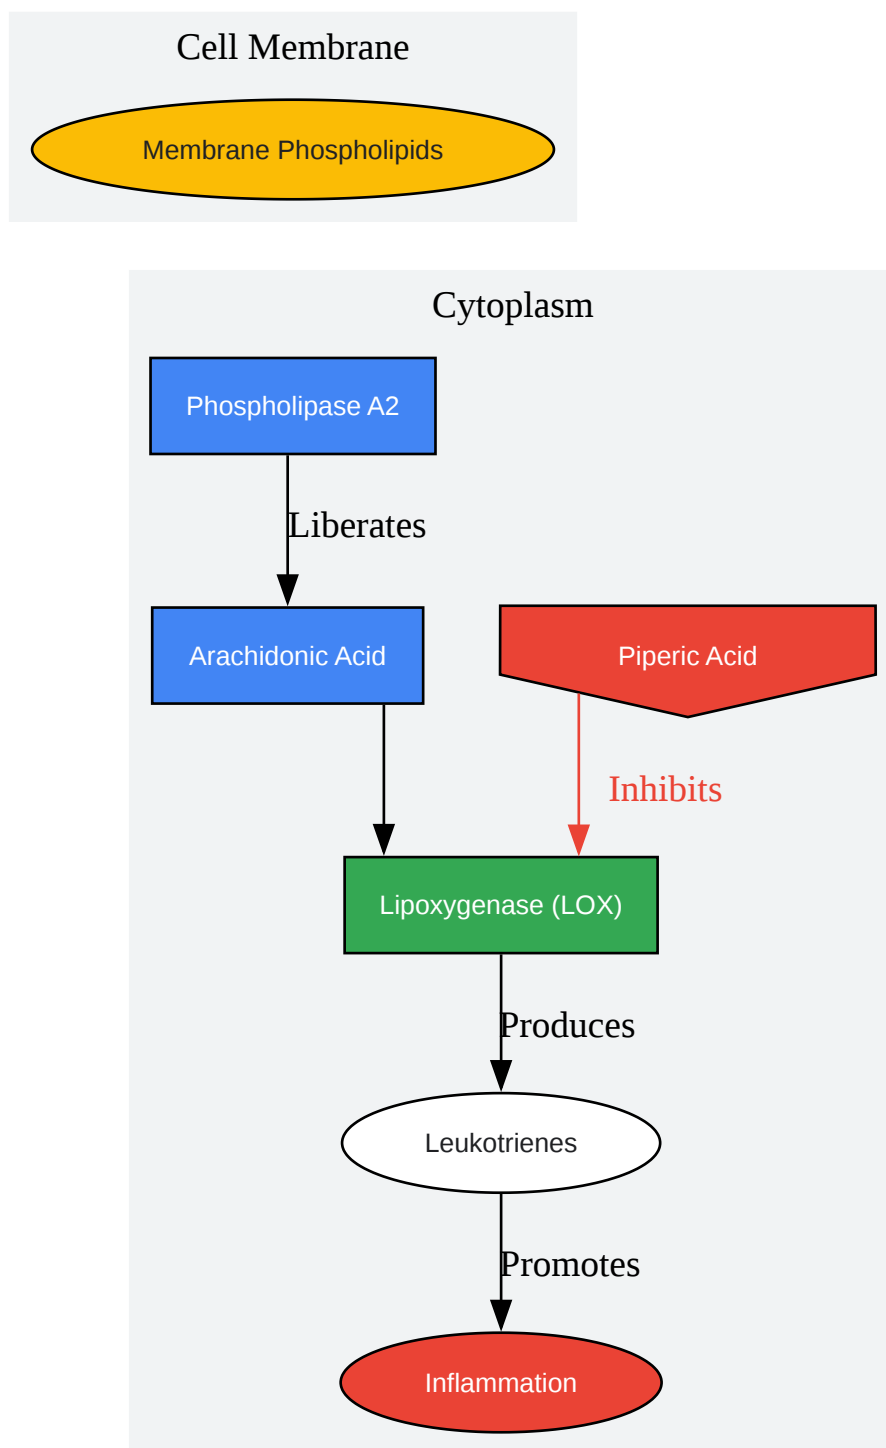 Cell Membrane
Membrane Phospholipids
Cytoplasm
Phospholipase A2
Liberates
Arachidonic Acid
Piperic Acid
Inhibits
Lipoxygenase (LOX)
Produces
Leukotrienes
Promotes
Inflammation